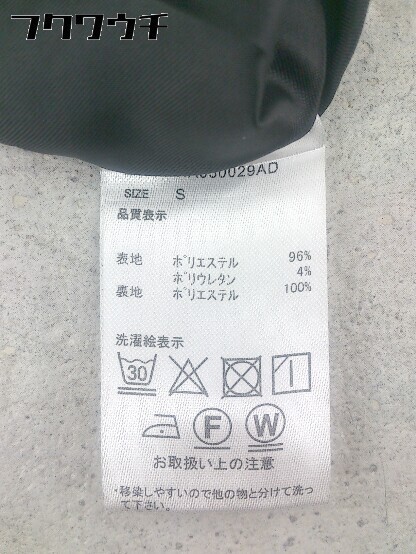 フクウチ
SIZE S
品質表示
表地 ポリエステル 96%
ポリウレタン 4%
裏地 ポリエステル 100%
洗濯絵表示
30
F W
お取扱い上の注意
・移染しやすいので他の物と分けて洗っ
て下さい。